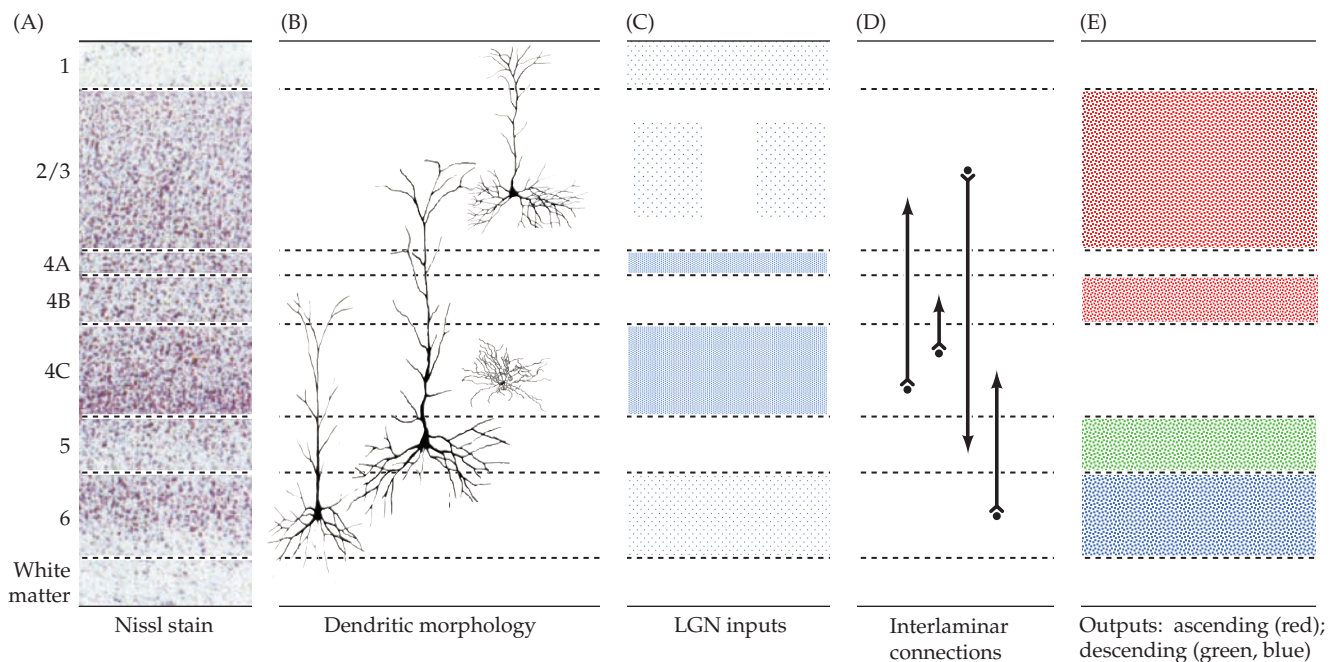 (A)
(B)
(C)
(D)
(E)
1
2/3
4A
4B
4C
5
6
White
matter
Nissl stain
Dendritic morphology
LGN inputs
Interlaminar
connections
Outputs: ascending (red);
descending (green, blue)